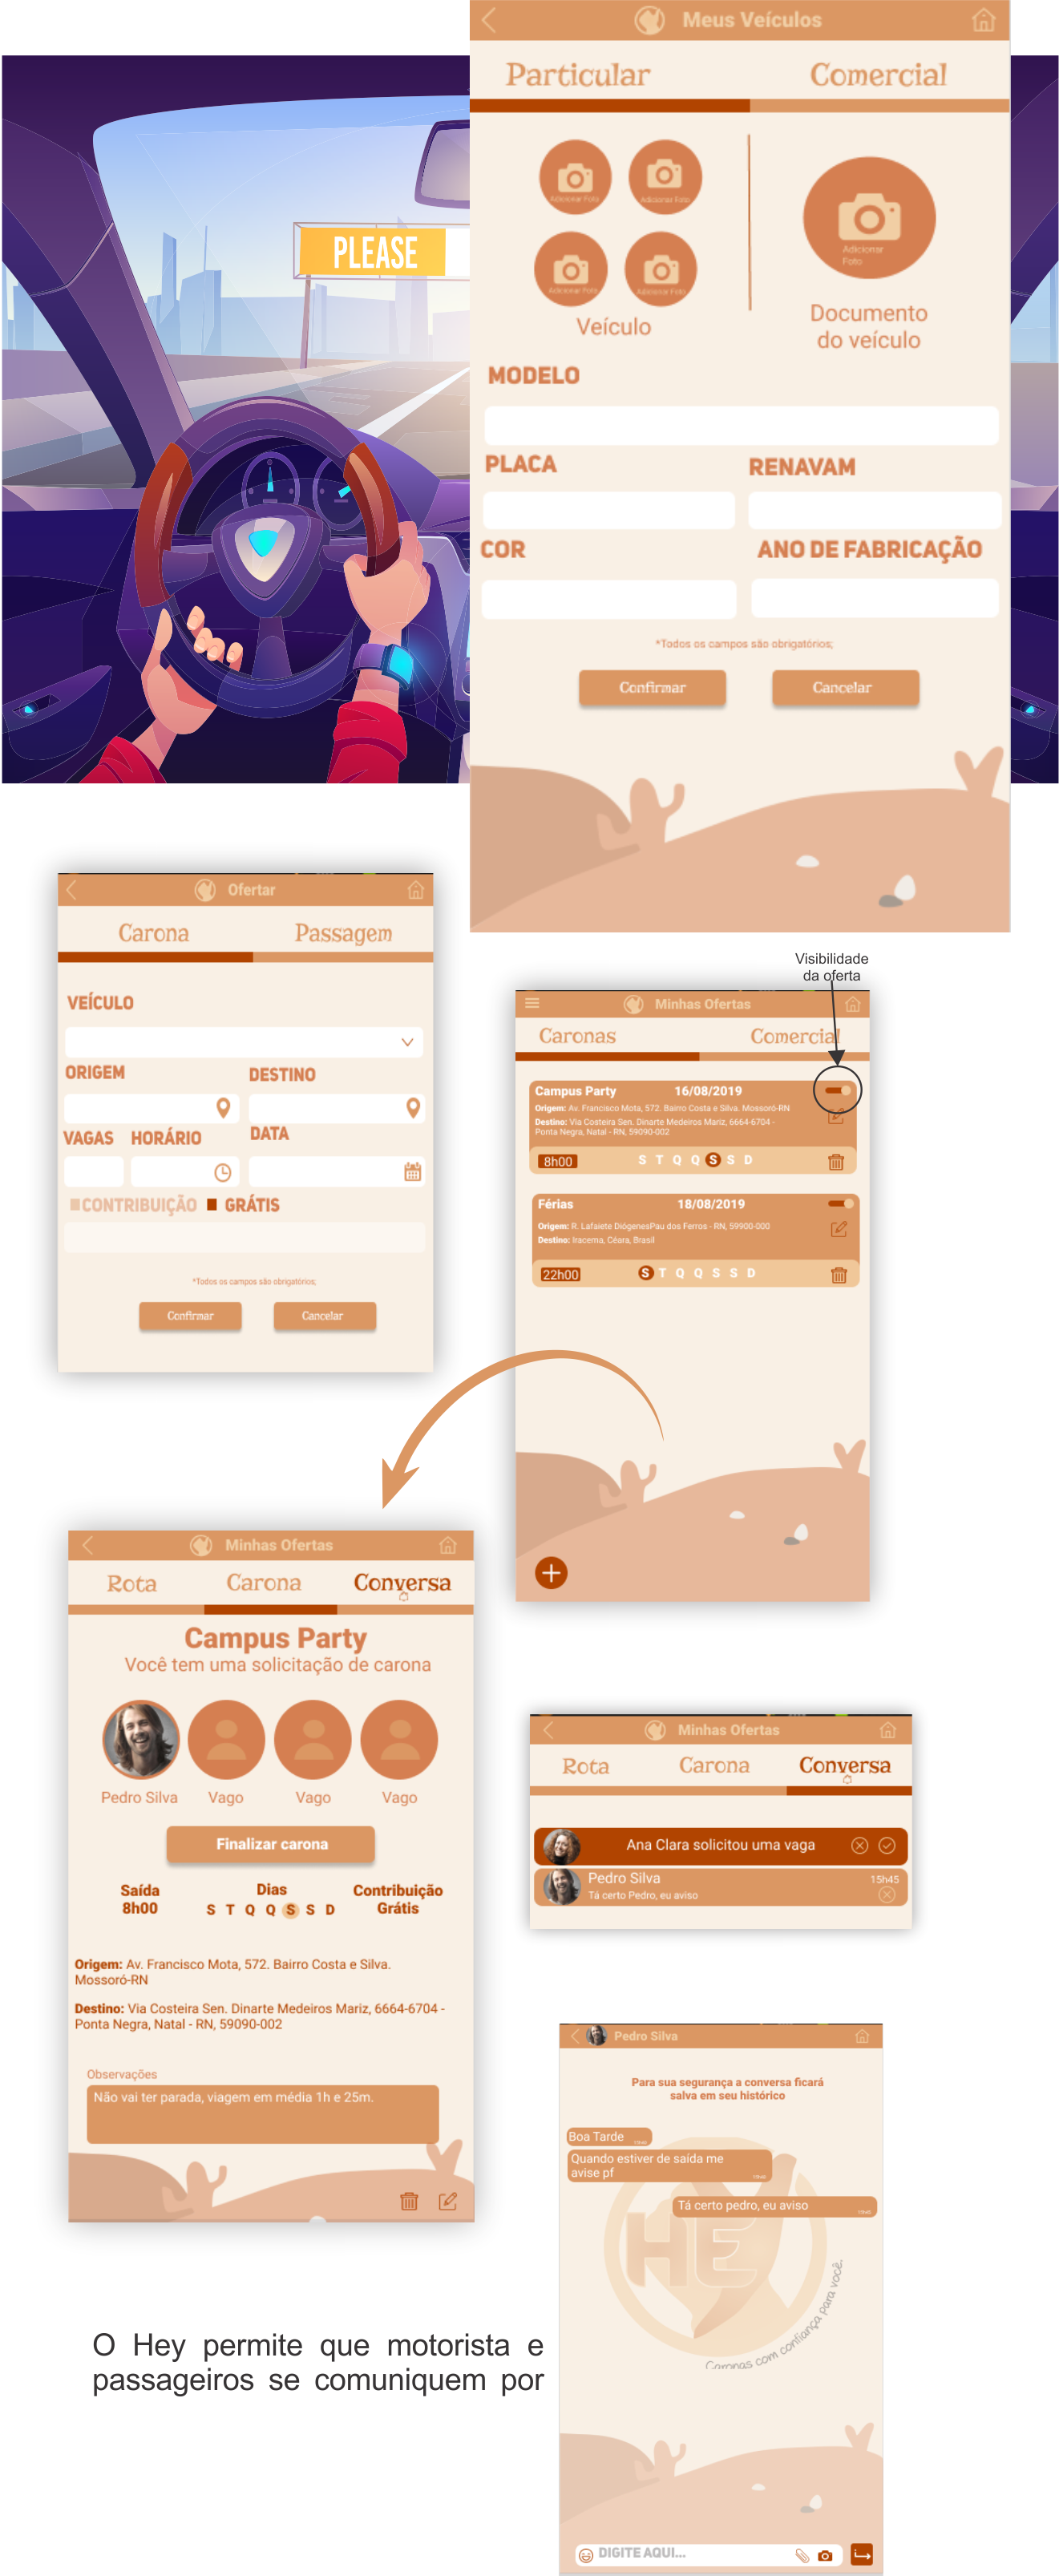 Meus Veículos
Particular
Comercial
PLEASE
Adicionar Foto
Adicionar Foto
Adicionar Foto
Adicionar Foto
Veículo
Adicionar
Foto
Documento
do veículo
MODELO
PLACA
RENAVAM
COR
ANO DE FABRICAÇÃO
*Todos os campos são obrigatórios;
Confirmar
Cancelar
Ofertar
Carona
Passagem
VEÍCULO
ORIGEM
DESTINO
VAGAS
HORÁRIO
DATA
CONTRIBUIÇÃO
GRÁTIS
*Todos os campos são obrigatórios;
Confirmar
Cancelar
Visibilidade
da oferta
Minhas Ofertas
Caronas
Comercial
Campus Party
16/08/2019
Origem: Av. Francisco Mota, 572. Bairro Costa e Silva. Mossoró-RN
Destino: Via Costeira Sen. Dinarte Medeiros Mariz, 6664-6704 -
Ponta Negra, Natal - RN, 59090-002
8h00
S T Q Q S S D
Férias
18/08/2019
Origem: R. Lafaiete DiógenesPau dos Ferros - RN, 59900-000
Destino: Iracema, Céara, Brasil
22h00
S T Q Q S S D
Minhas Ofertas
Rota
Carona
Conversa
Campus Party
Você tem uma solicitação de carona
Pedro Silva
Vago
Vago
Vago
Finalizar carona
Saída
8h00
Dias
S T Q Q S S D
Contribuição
Grátis
Origem: Av. Francisco Mota, 572. Bairro Costa e Silva.
Mossoró-RN
Destino: Via Costeira Sen. Dinarte Medeiros Mariz, 6664-6704 -
Ponta Negra, Natal - RN, 59090-002
Observações
Não vai ter parada, viagem em média 1h e 25m.
Minhas Ofertas
Rota
Carona
Conversa
Ana Clara solicitou uma vaga
Pedro Silva
15h45
Tá certo Pedro, eu aviso
Pedro Silva
Para sua segurança a conversa ficará
salva em seu histórico
Boa Tarde
Quando estiver de saída me
avise pf
Tá certo pedro, eu aviso
HEY
Caronas com confiança para você.
DIGITE AQUI...
O Hey permite que motorista e
passageiros se comuniquem por